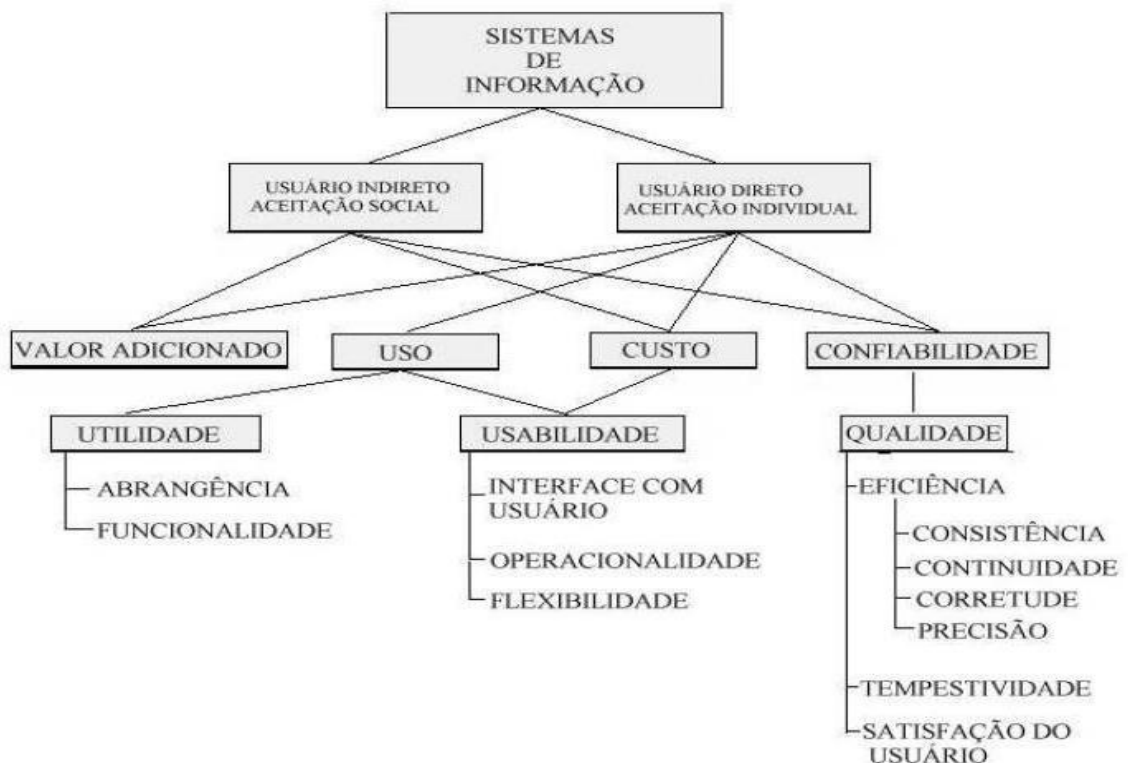 SISTEMAS
DE
INFORMAÇÃO
USUÁRIO INDIRETO
ACEITAÇÃO SOCIAL
USUÁRIO DIRETO
ACEITAÇÃO INDIVIDUAL
VALOR ADICIONADO
USO
CUSTO
CONFIABILIDADE
UTILIDADE
ABRANGÊNCIA
FUNCIONALIDADE
USABILIDADE
INTERFACE COM
USUÁRIO
OPERACIONALIDADE
FLEXIBILIDADE
QUALIDADE
EFICIÊNCIA
CONSISTÊNCIA
CONTINUIDADE
CORRETUDE
PRECISÃO
TEMPESTIVIDADE
SATISFAÇÃO DO
USUÁRIO